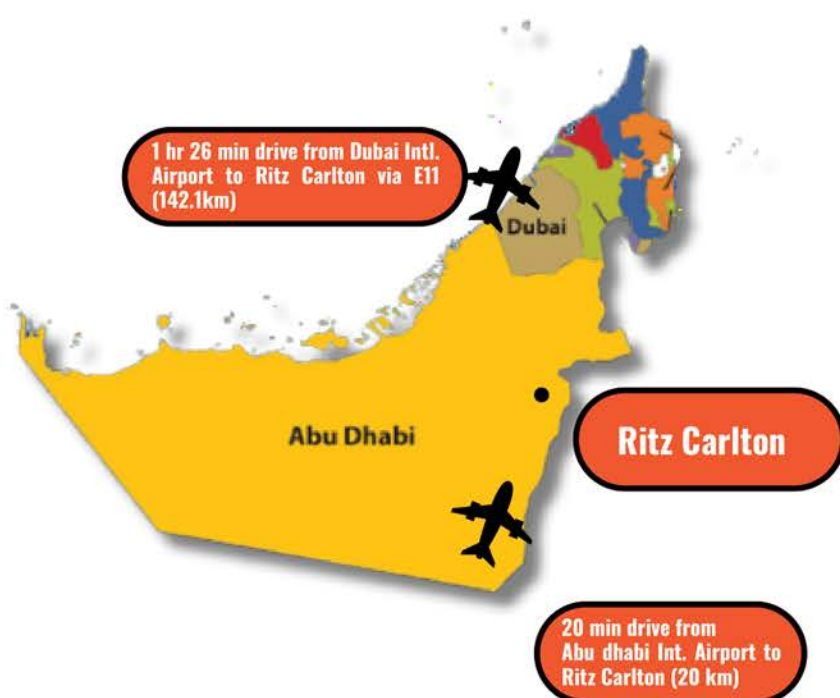 1 hr 26 min drive from Dubai Intl.
Airport to Ritz Carlton via E11
(142.1km)
Dubai
Abu Dhabi
Ritz Carlton
20 min drive from
Abu dhabi Int. Airport to
Ritz Carlton (20 km)